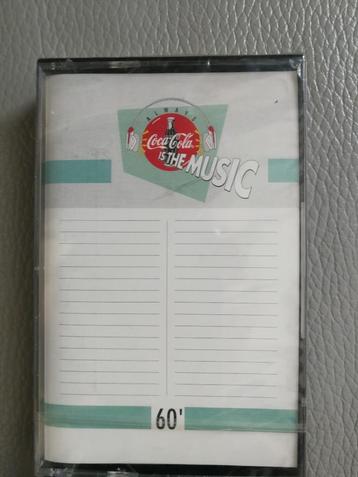 ALWAYS
Coca-Cola
IS THE MUSIC
60'